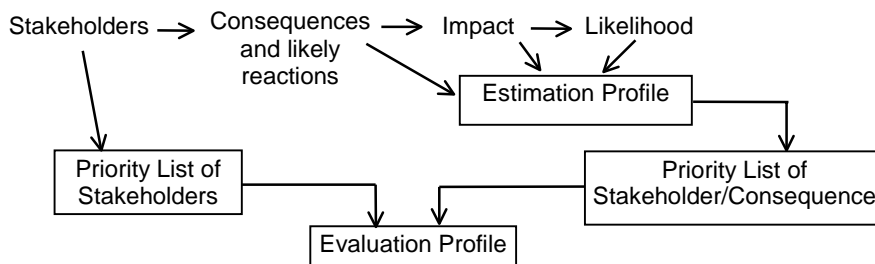 Stakeholders
Consequences
and likely
reactions
Impact
Likelihood
Estimation Profile
Priority List of
Stakeholders
Priority List of
Stakeholder/Consequence
Evaluation Profile